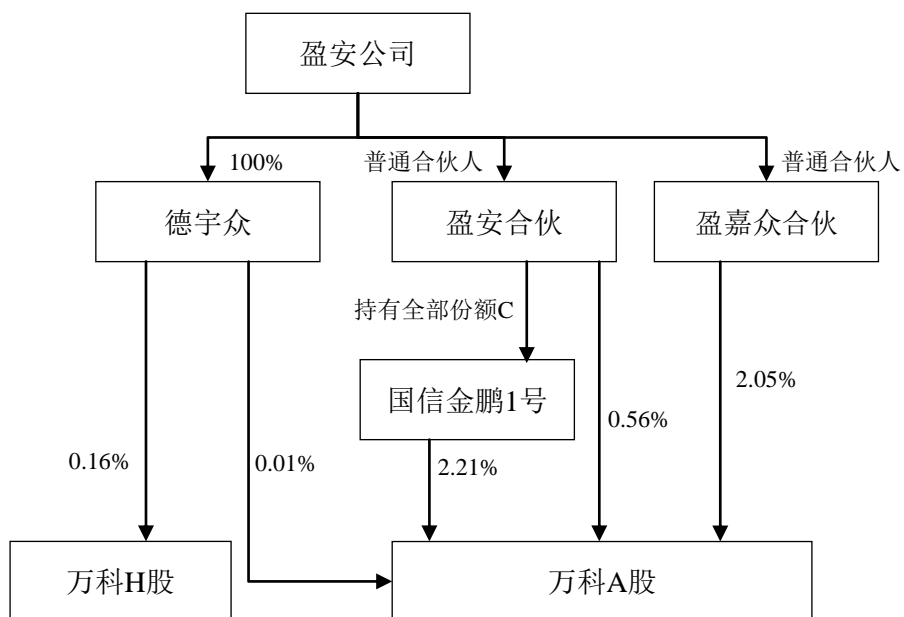 盈安公司
100%
普通合伙人
普通合伙人
德宇众
盈安合伙
盈嘉众合伙
持有全部份额C
国信金鹏1号
2.05%
0.56%
0.16%
0.01%
2.21%
万科H股
万科A股